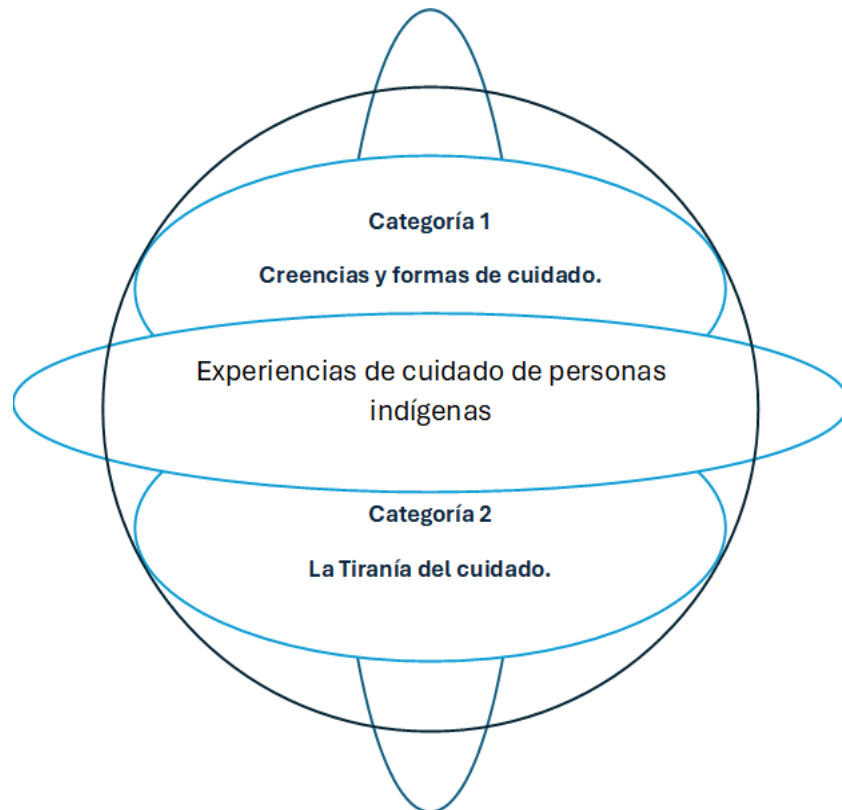 Categoría 1
Creencias y formas de cuidado.
Experiencias de cuidado de personas
indígenas
Categoría 2
La Tiranía del cuidado.